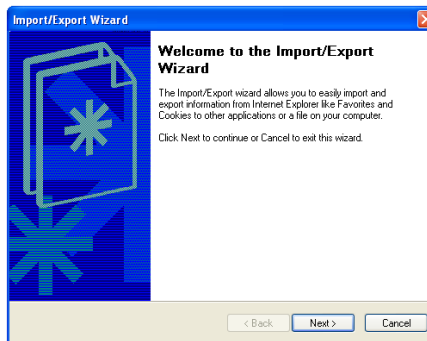 Import/Export Wizard
Welcome to the Import/Export
Wizard
The Import/Export wizard allows you to easily import and
export information from Internet Explorer like Favorites and
Cookies to other applications or a file on your computer.
Click Next to continue or Cancel to exit this wizard.
< Back Next > Cancel